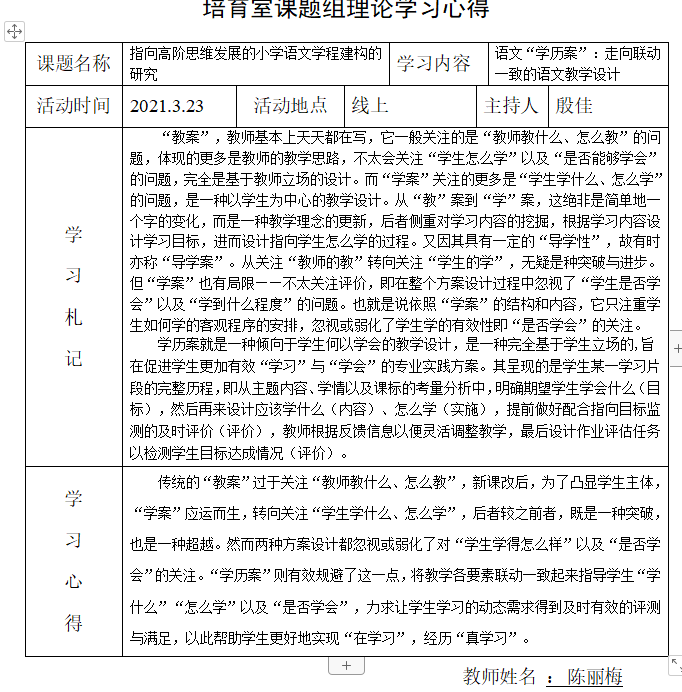 培育室课题组理论学习心得
课题名称
指向高阶思维发展的小学语文学程建构的
研究
学习内容
语文“学历案”：走向联动
一致的语文教学设计
活动时间
2021.3.23
活动地点
线上
主持人
殷佳
学
习
札
记
“教案”，教师基本上天天都在写，它一般关注的是“教师教什么、怎么教”的问
题，体现的更多是教师的教学思路，不太会关注“学生怎么学”以及“是否能够学会”
的问题，完全是基于教师立场的设计。而“学案”关注的更多是“学生学什么、怎么学”
的问题，是一种以学生为中心的教学设计。从“教”案到“学”案，这绝非是简单地一
个字的变化，而是一种教学理念的更新，后者侧重对学习内容的挖掘，根据学习内容设
计学习目标，进而设计指向学生怎么学的过程。又因其具有一定的“导学性”，故有时
亦称“导学案”。从关注“教师的教”转向关注“学生的学”，无疑是种突破与进步。
但“学案”也有局限——不太关注评价，即在整个方案设计过程中忽视了“学生是否学
会”以及“学到什么程度”的问题。也就是说依照“学案”的结构和内容，它只注重学
生如何学的客观程序的安排，忽视或弱化了学生学的有效性即“是否学会”的关注。
学历案就是一种倾向于学生何以学会的教学设计，是一种完全基于学生立场的,旨
在促进学生更加有效“学习”与“学会”的专业实践方案。其呈现的是学生某一学习片
段的完整历程，即从主题内容、学情以及课标的考量分析中，明确期望学生学会什么（目
标），然后再来设计应该学什么（内容）、怎么学（实施），提前做好配合指向目标监
测的及时评价（评价），教师根据反馈信息以便灵活调整教学，最后设计作业评估任务
以检测学生目标达成情况（评价）。
学
习
心
得
传统的“教案”过于关注“教师教什么、怎么教”，新课改后，为了凸显学生主体，
“学案”应运而生，转向关注“学生学什么、怎么学”，后者较之前者，既是一种突破，
也是一种超越。然而两种方案设计都忽视或弱化了对“学生学得怎么样”以及“是否学
会”的关注。“学历案”则有效规避了这一点，将教学各要素联动一致起来指导学生“学
什么”“怎么学”以及“是否学会”，力求让学生学习的动态需求得到及时有效的评测
与满足，以此帮助学生更好地实现“在学习”，经历“真学习”。
教师姓名：陈丽梅